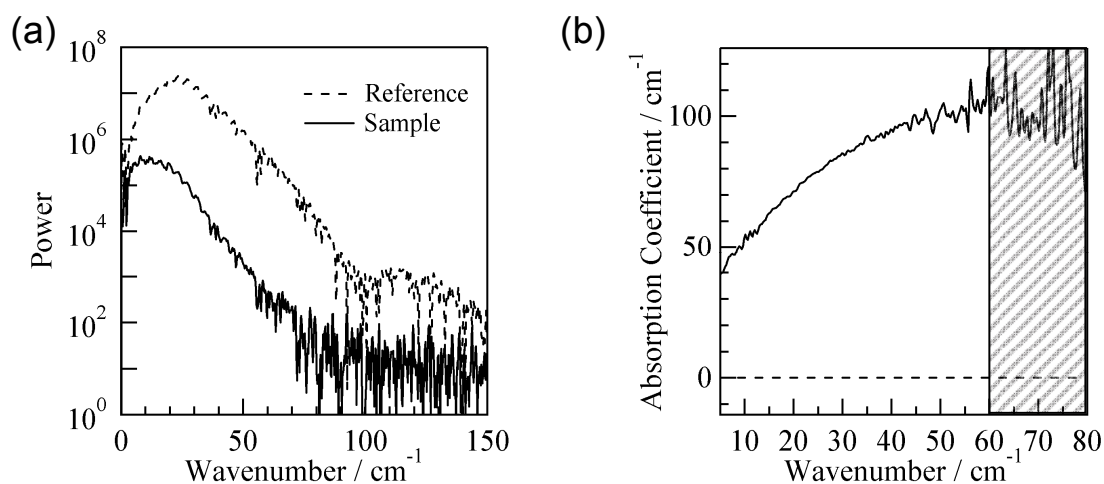 (a)
Power
10^8
10^6
10^4
10^2
10^0
Reference
Sample
0 50 100 150
Wavenumber / cm^-1
(b)
Absorption Coefficient / cm^-1
100
50
0
10 20 30 40 50 60 70 80
Wavenumber / cm^-1